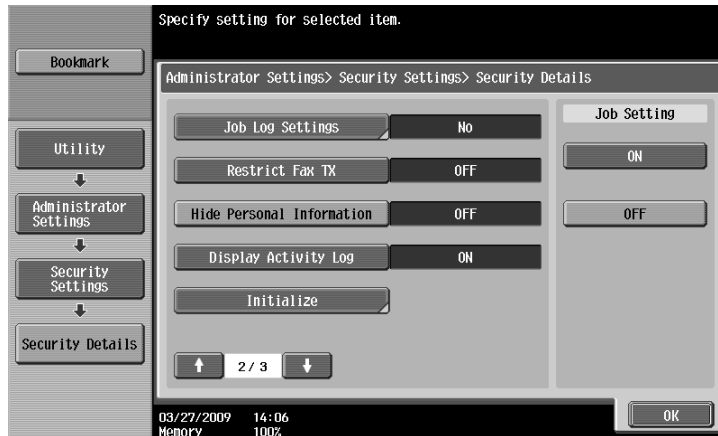 Specify setting for selected item.
Bookmark
Administrator Settings> Security Settings> Security Details
Utility
Administrator
Settings
Security
Settings
Security Details
Job Log Settings No
Restrict Fax TX OFF
Hide Personal Information OFF
Display Activity Log ON
Initialize
2/ 3
Job Setting
ON
OFF
03/27/2009 14:06
Memory 100%
OK